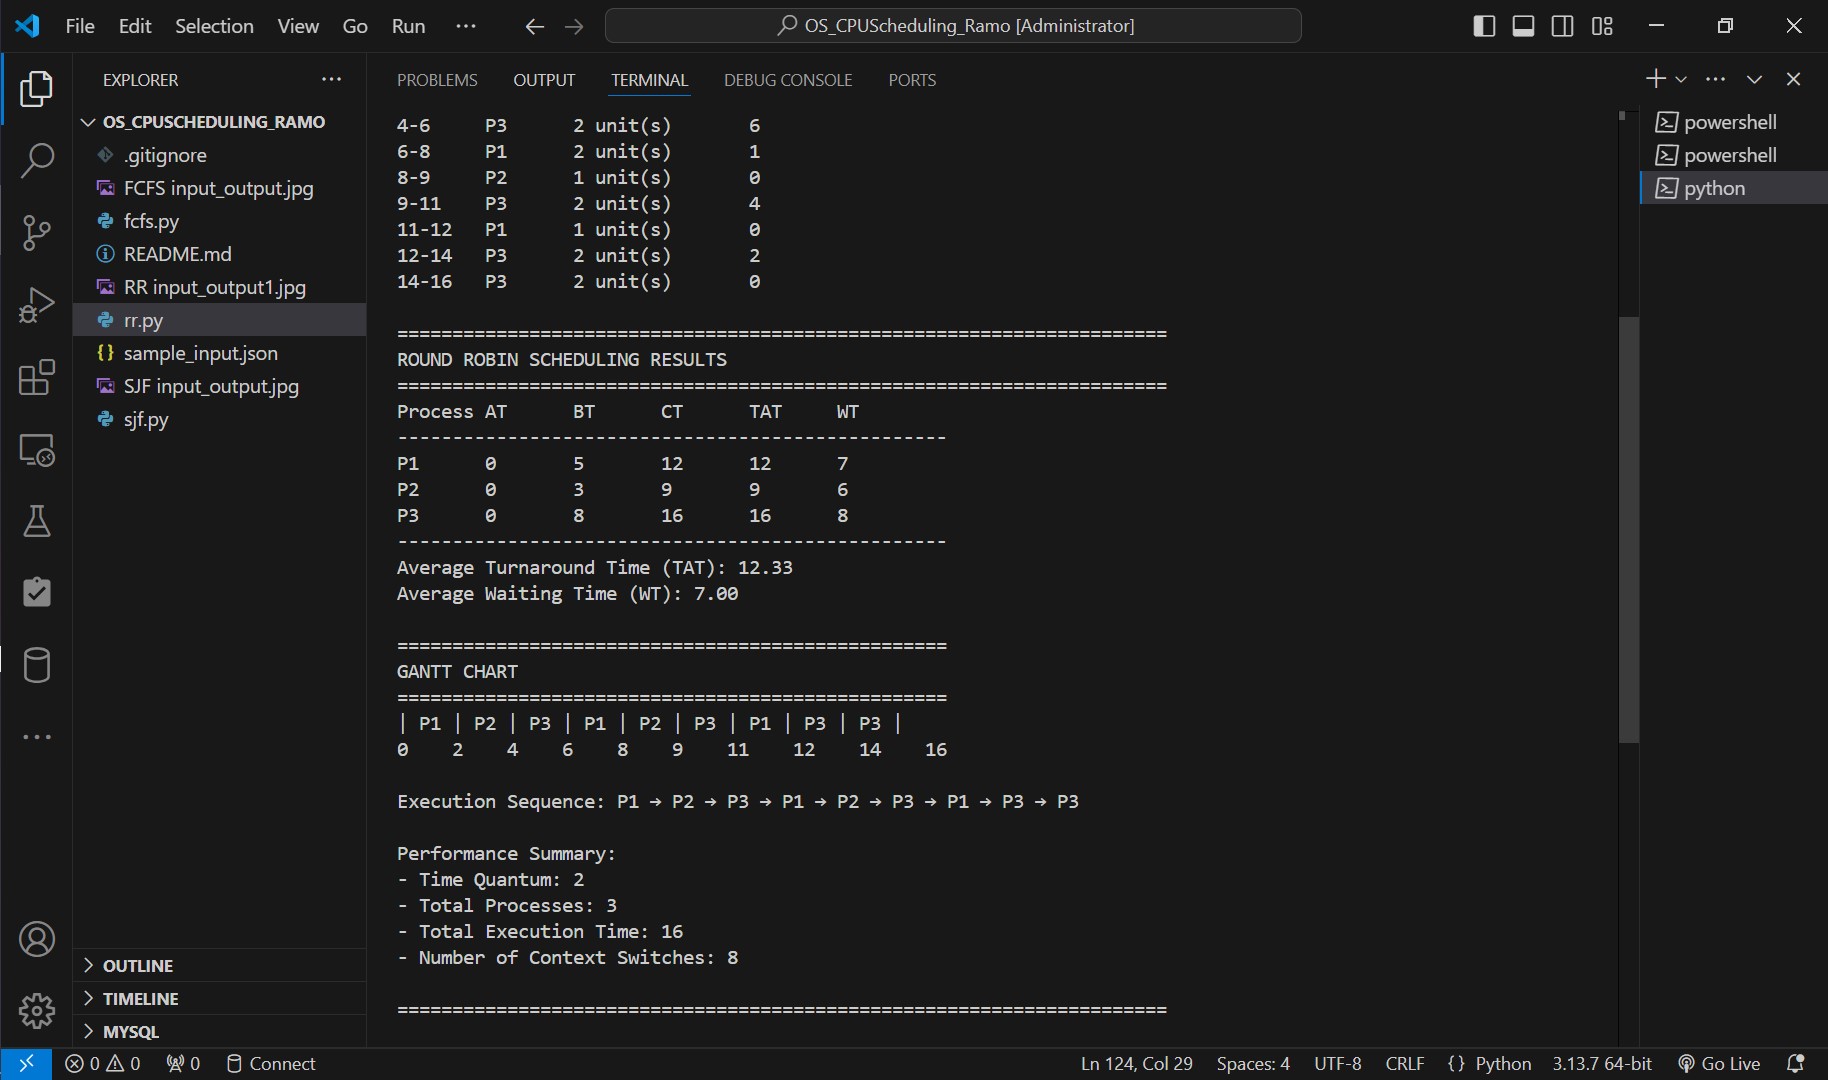 File Edit Selection View Go Run ···
OS_CPUScheduling_Ramo [Administrator]
EXPLORER
OS_CPUSCHEDULING_RAMO
.gitignore
FCFS input_output.jpg
fcfs.py
README.md
RR input_output1.jpg
rr.py
sample_input.json
SJF input_output.jpg
sjf.py
OUTLINE
TIMELINE
MYSQL
PROBLEMS OUTPUT TERMINAL DEBUG CONSOLE PORTS
4-6 P3 2 unit(s) 6
6-8 P1 2 unit(s) 1
8-9 P2 1 unit(s) 0
9-11 P3 2 unit(s) 4
11-12 P1 1 unit(s) 0
12-14 P3 2 unit(s) 2
14-16 P3 2 unit(s) 0
======================================================================
ROUND ROBIN SCHEDULING RESULTS
======================================================================
Process AT BT CT TAT WT
--------------------------------------------------
P1 0 5 12 12 7
P2 0 3 9 9 6
P3 0 8 16 16 8
--------------------------------------------------
Average Turnaround Time (TAT): 12.33
Average Waiting Time (WT): 7.00
==================================================
GANTT CHART
==================================================
| P1 | P2 | P3 | P1 | P2 | P3 | P1 | P3 | P3 |
0 2 4 6 8 9 11 12 14 16
Execution Sequence: P1 → P2 → P3 → P1 → P2 → P3 → P1 → P3 → P3
Performance Summary:
- Time Quantum: 2
- Total Processes: 3
- Total Execution Time: 16
- Number of Context Switches: 8
======================================================================
powershell
powershell
python
0 0 0 Connect
Ln 124, Col 29 Spaces: 4 UTF-8 CRLF {} Python 3.13.7 64-bit Go Live